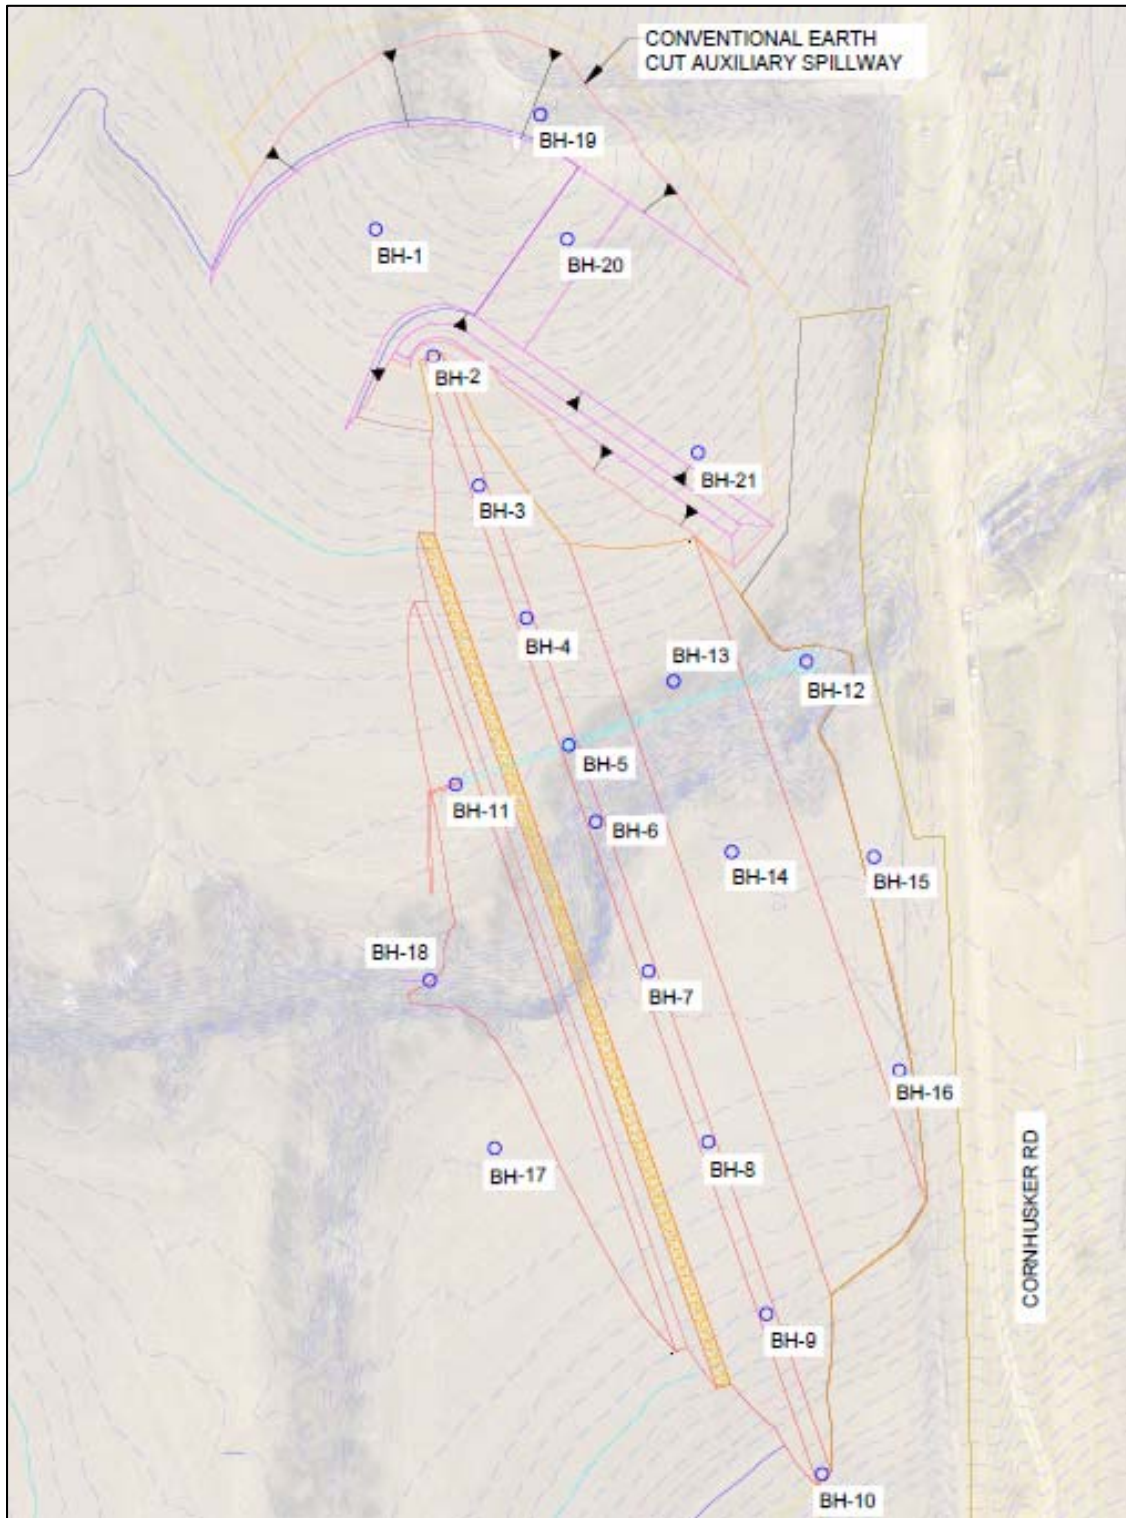 CONVENTIONAL EARTH
CUT AUXILIARY SPILLWAY
BH-19
BH-1
BH-20
BH-2
BH-21
BH-3
BH-4
BH-13
BH-12
BH-5
BH-11
BH-6
BH-14
BH-15
BH-18
BH-7
BH-16
BH-8
BH-17
CORNHUSKER RD
BH-9
BH-10